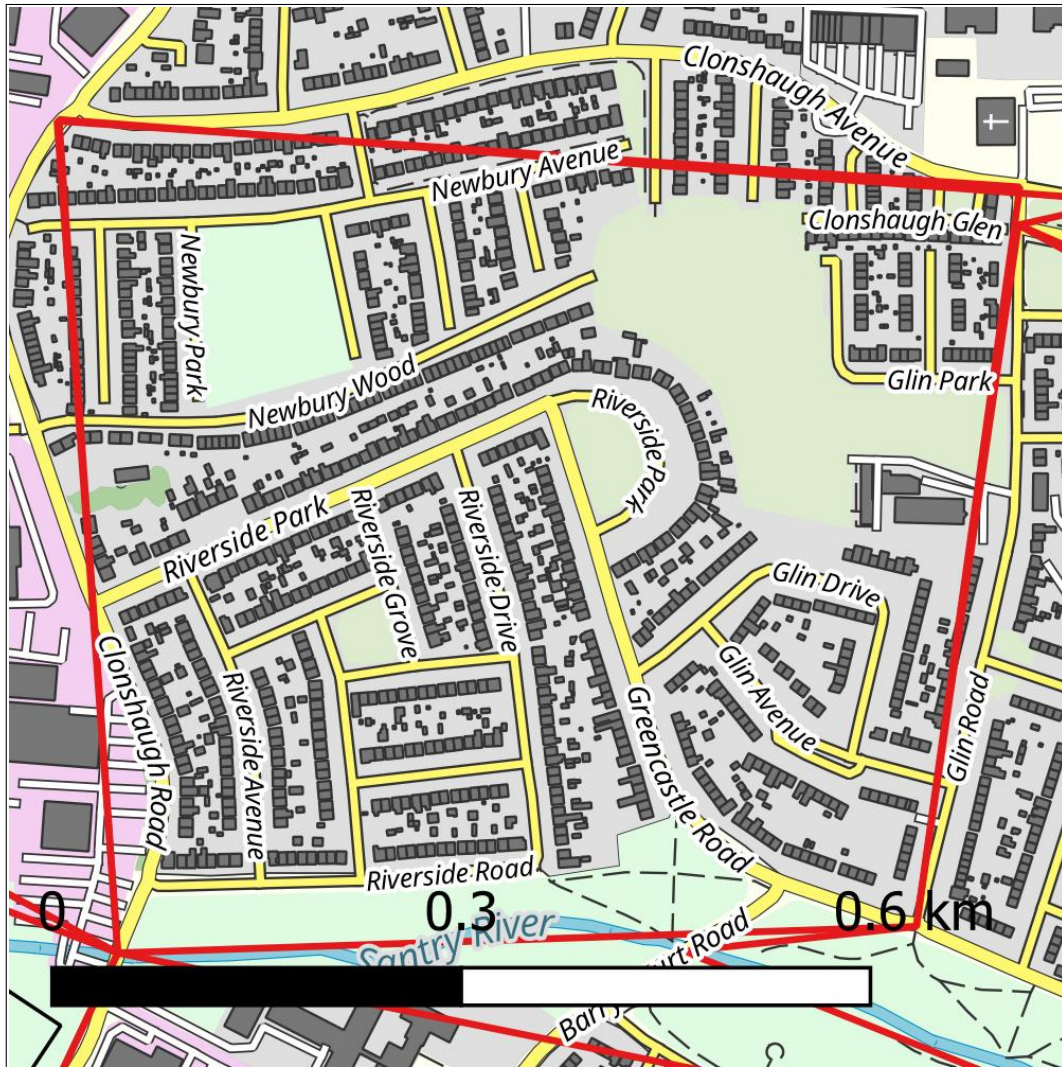 Clonshaugh Avenue
Newbury Avenue
Clonshaugh Glen
Newbury Park
Glin Park
Newbury Wood
Riverside Park
Riverside Park
Riverside Grove
Riverside Drive
Glin Drive
Clonshaugh Road
Riverside Avenue
Glin Avenue
Greencastle Road
Glin Road
Riverside Road
0 0.3 0.6 km
Santry River